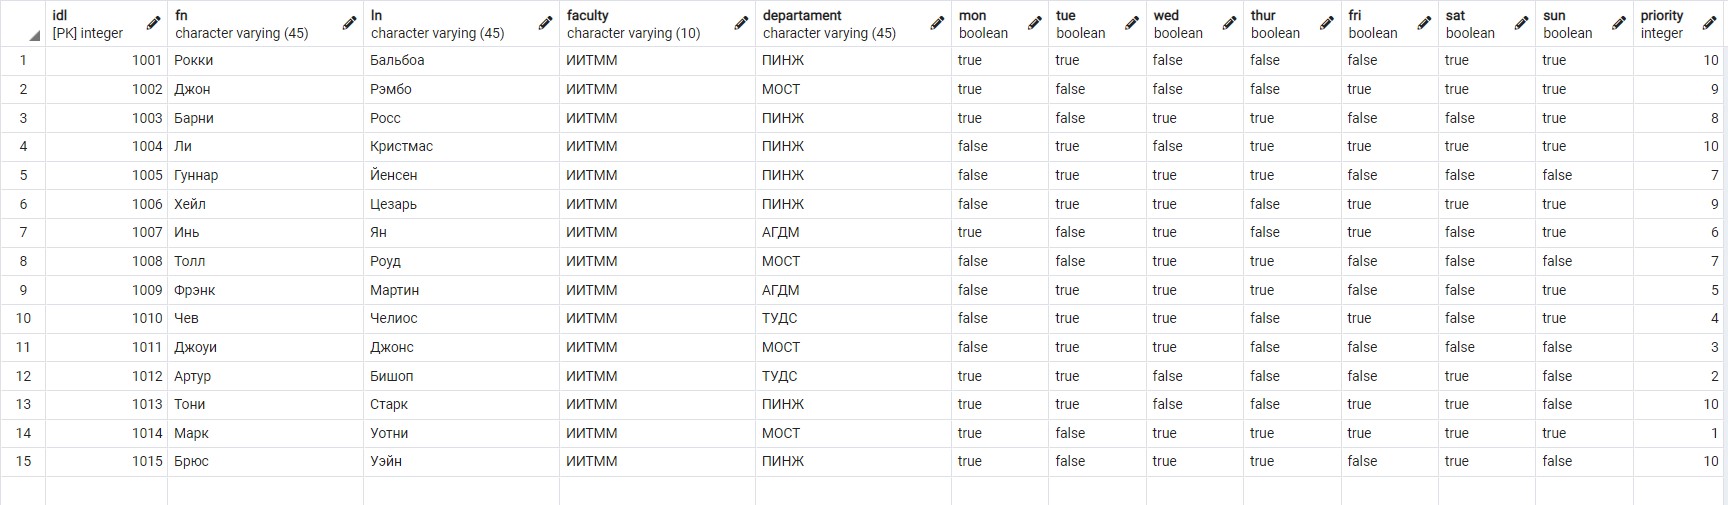 idl fn ln faculty departament mon tue wed thur fri sat sun priority
[PK] integer character varying (45) character varying (45) character varying (10) character varying (45) boolean boolean boolean boolean boolean boolean boolean integer
1 1001 Рокки Бальбоа ИИТММ ПИНЖ true true false false false true true 10
2 1002 Джон Рэмбо ИИТММ МОСТ true false false false true true true 9
3 1003 Барни Росс ИИТММ ПИНЖ true false true true false false true 8
4 1004 Ли Кристмас ИИТММ ПИНЖ false true false true true true true 10
5 1005 Гуннар Йенсен ИИТММ ПИНЖ false true true true false false false 7
6 1006 Хейл Цезарь ИИТММ ПИНЖ false true true false true true true 9
7 1007 Инь Ян ИИТММ АГДМ true false true false true false true 6
8 1008 Толл Роуд ИИТММ МОСТ false false true true false false false 7
9 1009 Фрэнк Мартин ИИТММ АГДМ false true true true false false true 5
10 1010 Чев Челиос ИИТММ ТУДС false true true false true false true 4
11 1011 Джоуи Джонс ИИТММ МОСТ false true true false false false false 3
12 1012 Артур Бишоп ИИТММ ТУДС true true false false false true false 2
13 1013 Тони Старк ИИТММ ПИНЖ true true false false true true false 10
14 1014 Марк Уотни ИИТММ МОСТ true false true true true true true 1
15 1015 Брюс Уэйн ИИТММ ПИНЖ true false true true false true false 10